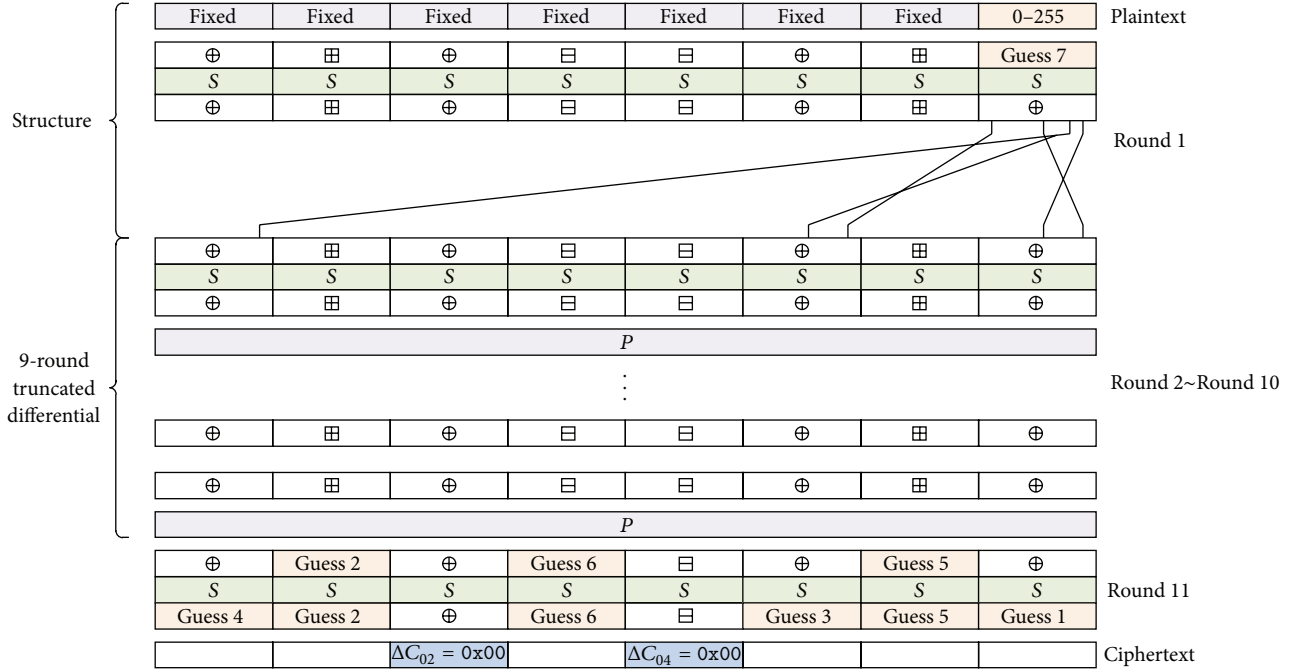 Fixed Fixed Fixed Fixed Fixed Fixed Fixed 0–255 Plaintext
⊕ ⊞ ⊕ ⊟ ⊟ ⊕ ⊞ Guess 7
S S S S S S S S
⊕ ⊞ ⊕ ⊟ ⊟ ⊕ ⊞ ⊕
Structure
Round 1
⊕ ⊞ ⊕ ⊟ ⊟ ⊕ ⊞ ⊕
S S S S S S S S
⊕ ⊞ ⊕ ⊟ ⊟ ⊕ ⊞ ⊕
P
9-round
truncated
differential
⋮
Round 2~Round 10
⊕ ⊞ ⊕ ⊟ ⊟ ⊕ ⊞ ⊕
⊕ ⊞ ⊕ ⊟ ⊟ ⊕ ⊞ ⊕
P
⊕ Guess 2 ⊕ Guess 6 ⊟ ⊕ Guess 5 ⊕
S S S S S S S S Round 11
Guess 4 Guess 2 ⊕ Guess 6 ⊟ Guess 3 Guess 5 Guess 1
ΔC₀₂ = 0x00 ΔC₀₄ = 0x00 Ciphertext